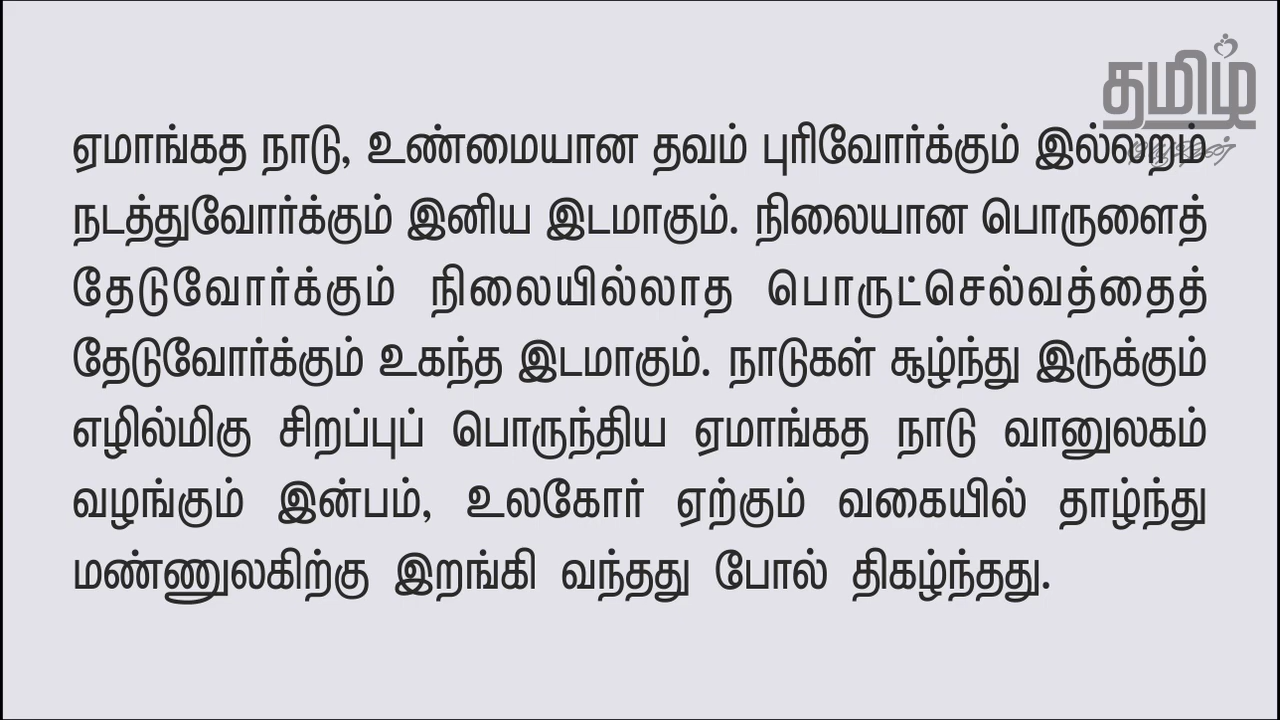 தமிழ்
ஏமாங்கத நாடு, உண்மையான தவம் புரிவோர்க்கும் இல்லறம்
நடத்துவோர்க்கும் இனிய இடமாகும். நிலையான பொருளைத்
தேடுவோர்க்கும் நிலையில்லாத பொருட்செல்வத்தைத்
தேடுவோர்க்கும் உகந்த இடமாகும். நாடுகள் சூழ்ந்து இருக்கும்
எழில்மிகு சிறப்புப் பொருந்திய ஏமாங்கத நாடு வானுலகம்
வழங்கும் இன்பம், உலகோர் ஏற்கும் வகையில் தாழ்ந்து
மண்ணுலகிற்கு இறங்கி வந்தது போல் திகழ்ந்தது.